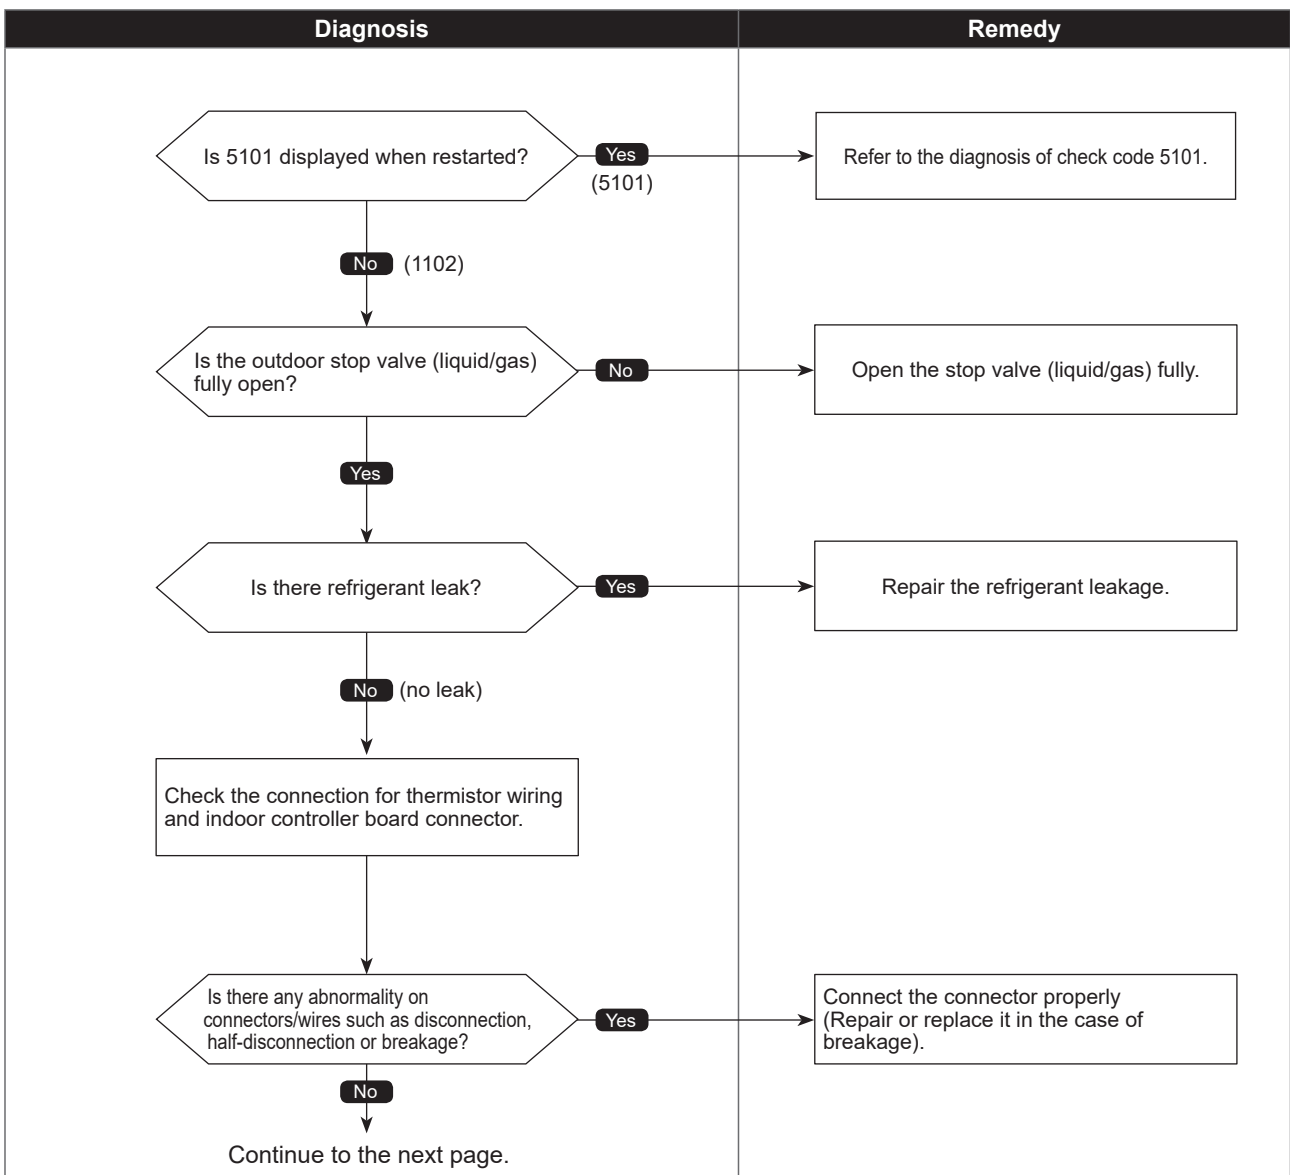 Diagnosis
Remedy
Is 5101 displayed when restarted?
Yes
(5101)
Refer to the diagnosis of check code 5101.
No (1102)
Is the outdoor stop valve (liquid/gas)
fully open?
No
Open the stop valve (liquid/gas) fully.
Yes
Is there refrigerant leak?
Yes
Repair the refrigerant leakage.
No (no leak)
Check the connection for thermistor wiring
and indoor controller board connector.
Is there any abnormality on
connectors/wires such as disconnection,
half-disconnection or breakage?
Yes
Connect the connector properly
(Repair or replace it in the case of
breakage).
No
Continue to the next page.